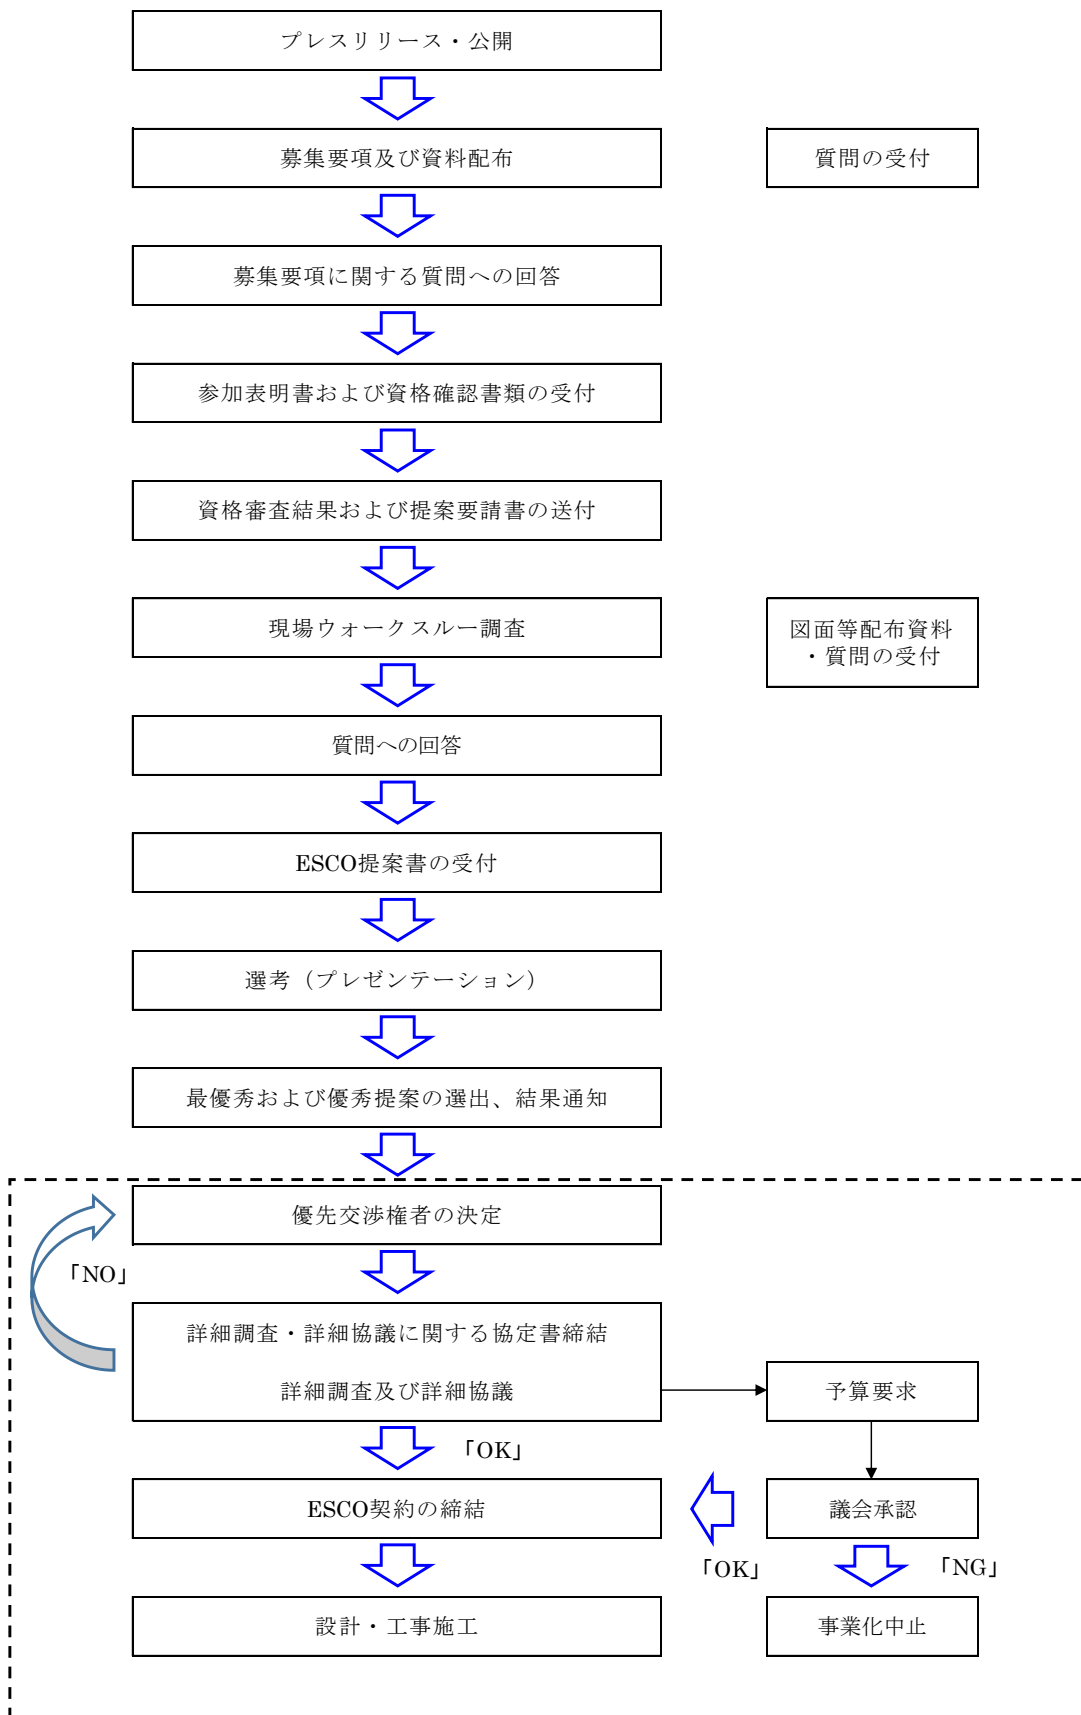 プレスリリース・公開
募集要項及び資料配布
質問の受付
募集要項に関する質問への回答
参加表明書および資格確認書類の受付
資格審査結果および提案要請書の送付
現場ウォークスルー調査
図面等配布資料
・質問の受付
質問への回答
ESCO提案書の受付
選考（プレゼンテーション）
最優秀および優秀提案の選出、結果通知
優先交渉権者の決定
「NO」
詳細調査・詳細協議に関する協定書締結
詳細調査及び詳細協議
予算要求
「OK」
ESCO契約の締結
議会承認
「OK」
「NG」
設計・工事施工
事業化中止